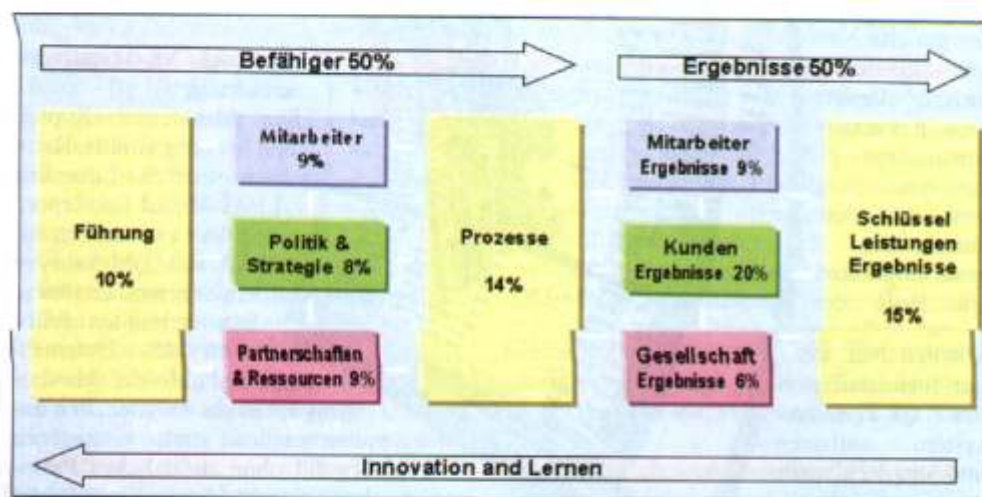 Befähiger 50%
Ergebnisse 50%
Führung
10%
Mitarbeiter
9%
Politik &
Strategie 8%
Partnerschaften
& Ressourcen 9%
Prozesse
14%
Mitarbeiter
Ergebnisse 9%
Kunden
Ergebnisse 20%
Gesellschaft
Ergebnisse 6%
Schlüssel
Leistungen
Ergebnisse
15%
Innovation and Lernen